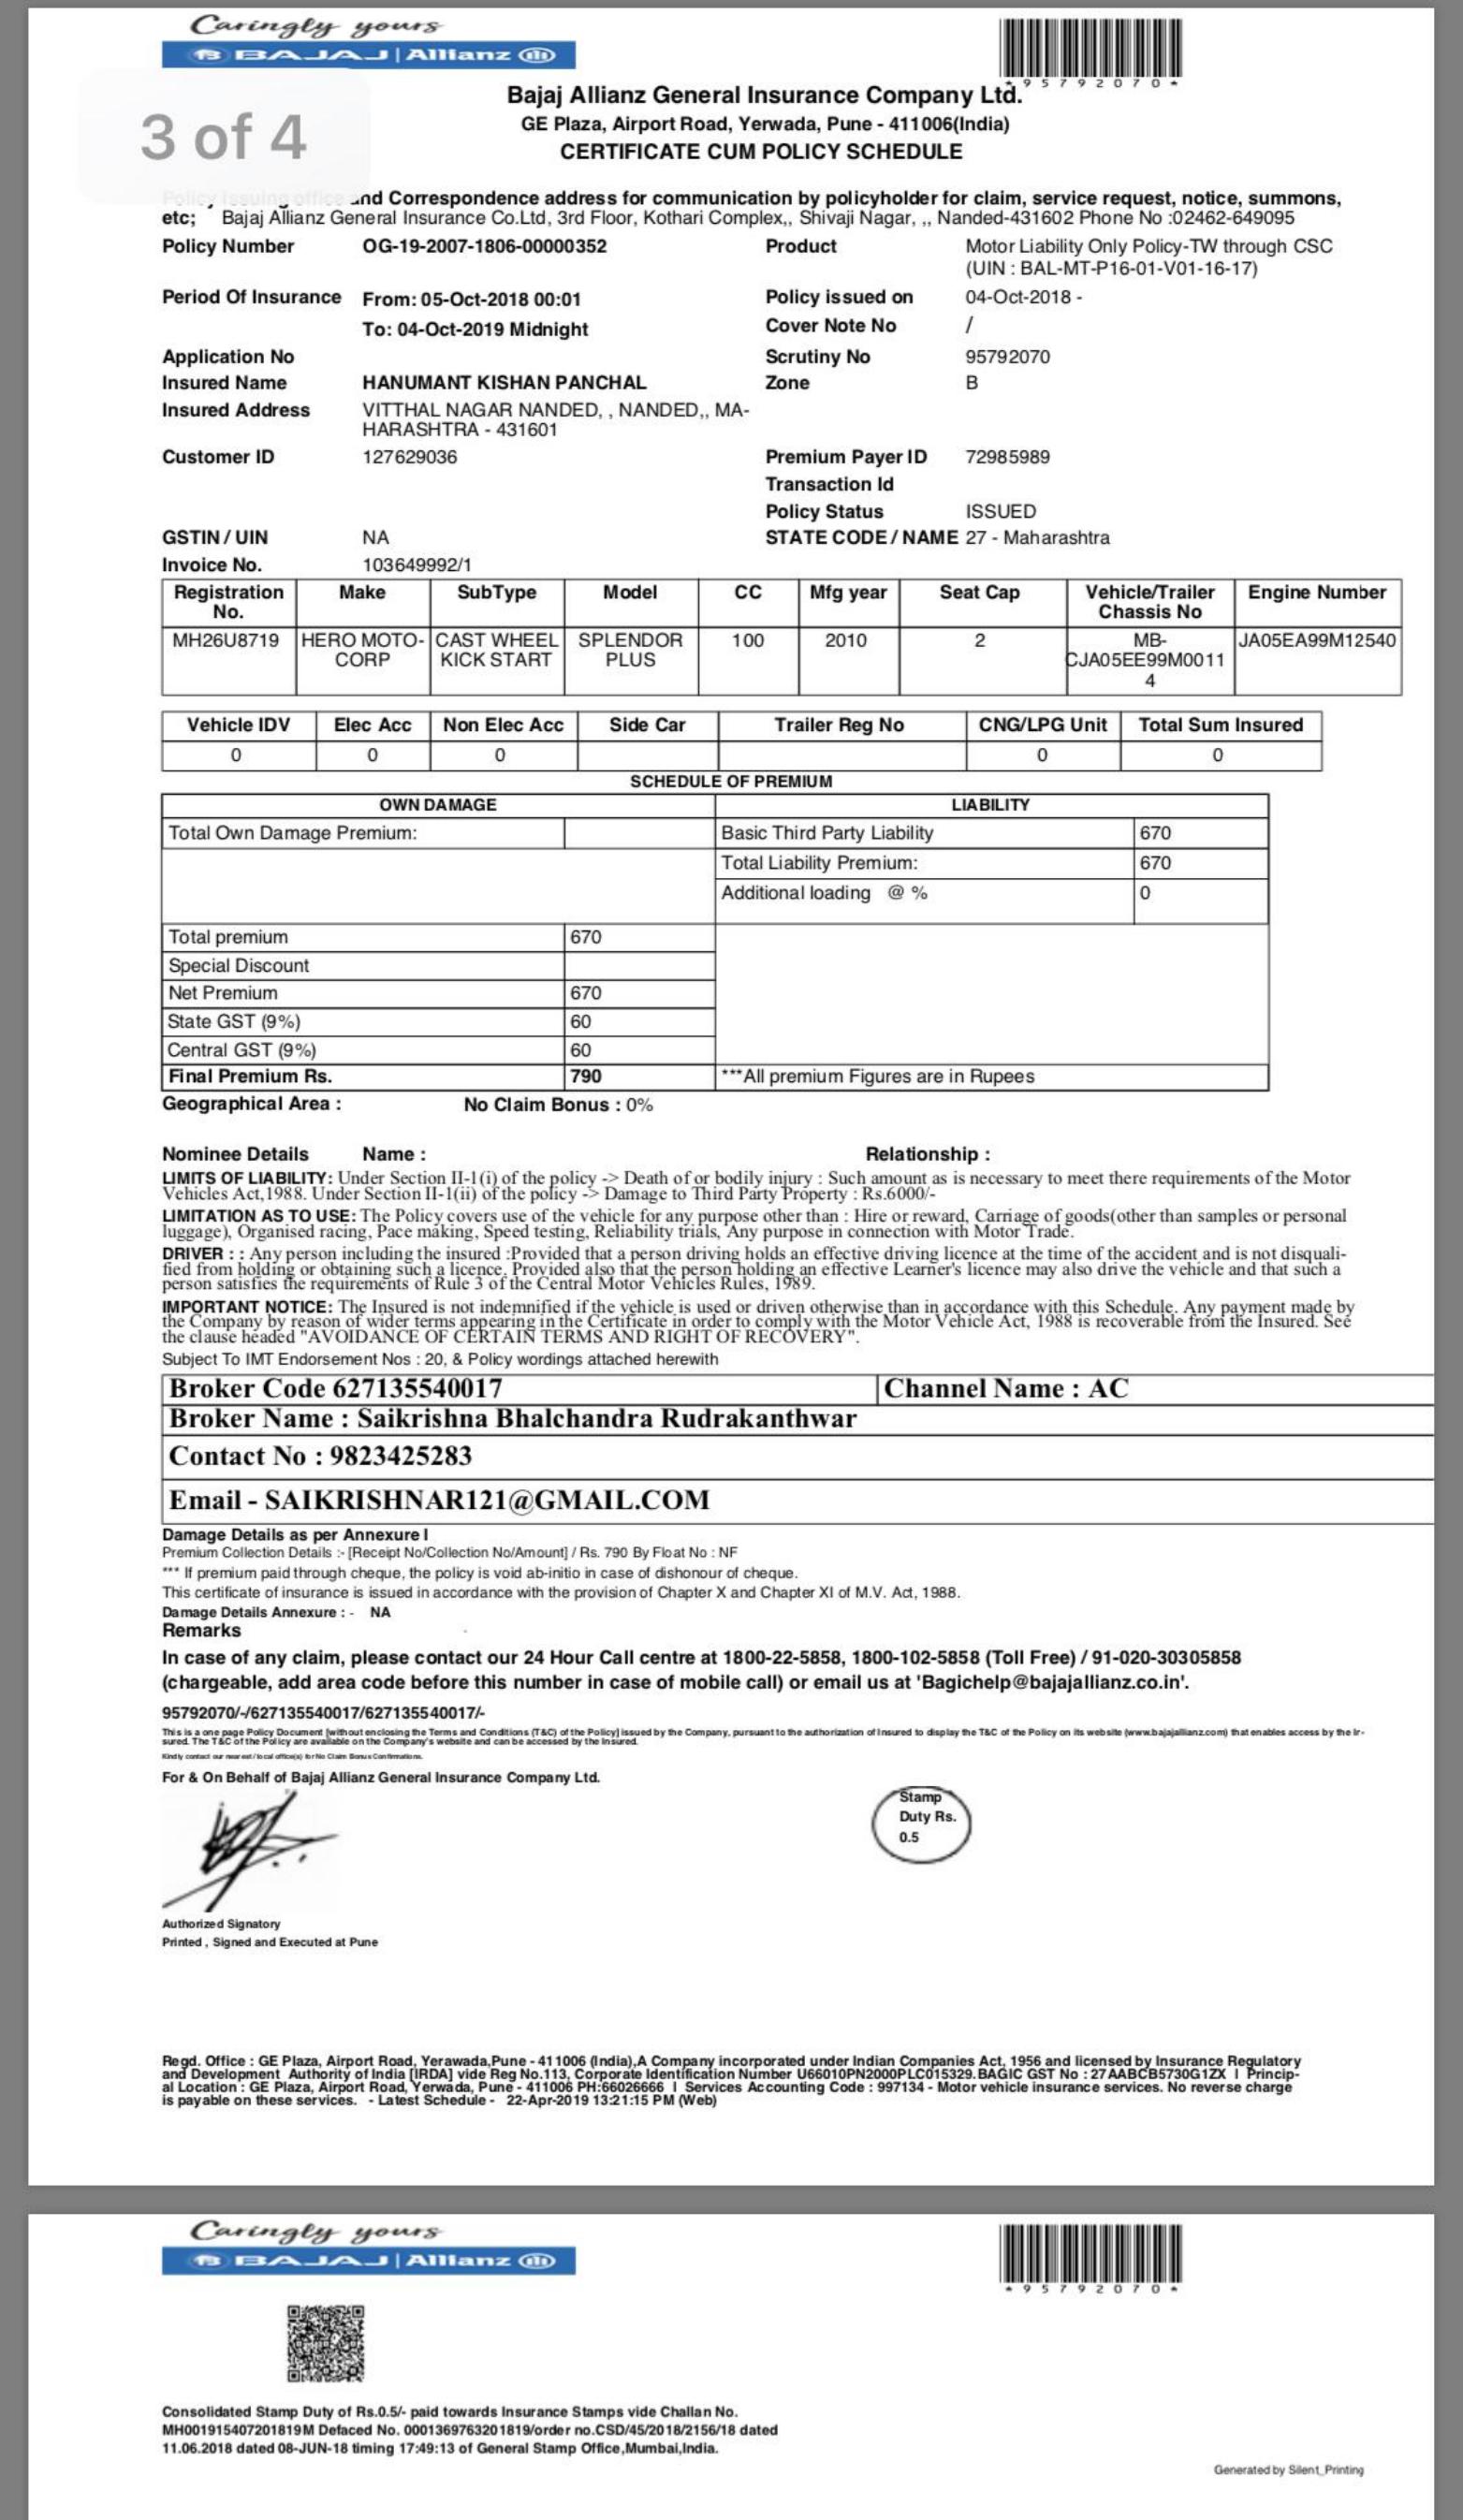 Caringly yours
BAJAJ | Allianz
*95792070*
Bajaj Allianz General Insurance Company Ltd.
GE Plaza, Airport Road, Yerwada, Pune - 411006(India)
3 of 4
CERTIFICATE CUM POLICY SCHEDULE
Policy Issuing office and Correspondence address for communication by policyholder for claim, service request, notice, summons,
etc; Bajaj Allianz General Insurance Co.Ltd, 3rd Floor, Kothari Complex,, Shivaji Nagar, ,, Nanded-431602 Phone No :02462-649095
Policy Number OG-19-2007-1806-00000352 Product Motor Liability Only Policy-TW through CSC
(UIN : BAL-MT-P16-01-V01-16-17)
Period Of Insurance From: 05-Oct-2018 00:01 Policy issued on 04-Oct-2018 -
To: 04-Oct-2019 Midnight Cover Note No /
Application No Scrutiny No 95792070
Insured Name HANUMANT KISHAN PANCHAL Zone B
Insured Address VITTHAL NAGAR NANDED, , NANDED,, MA-
HARASHTRA - 431601
Customer ID 127629036 Premium Payer ID 72985989
Transaction Id
Policy Status ISSUED
GSTIN / UIN NA STATE CODE / NAME 27 - Maharashtra
Invoice No. 103649992/1
Registration Make SubType Model CC Mfg year Seat Cap Vehicle/Trailer Engine Number
No. Chassis No
MH26U8719 HERO MOTO- CAST WHEEL SPLENDOR 100 2010 2 MB- JA05EA99M12540
CORP KICK START PLUS CJA05EE99M0011
4
Vehicle IDV Elec Acc Non Elec Acc Side Car Trailer Reg No CNG/LPG Unit Total Sum Insured
0 0 0 0 0
SCHEDULE OF PREMIUM
OWN DAMAGE LIABILITY
Total Own Damage Premium: Basic Third Party Liability 670
Total Liability Premium: 670
Additional loading @ % 0
Total premium 670
Special Discount
Net Premium 670
State GST (9%) 60
Central GST (9%) 60
Final Premium Rs. 790 ***All premium Figures are in Rupees
Geographical Area : No Claim Bonus : 0%
Nominee Details Name : Relationship :
LIMITS OF LIABILITY: Under Section II-1(i) of the policy -> Death of or bodily injury : Such amount as is necessary to meet there requirements of the Motor
Vehicles Act,1988. Under Section II-1(ii) of the policy -> Damage to Third Party Property : Rs.6000/-
LIMITATION AS TO USE: The Policy covers use of the vehicle for any purpose other than : Hire or reward, Carriage of goods(other than samples or personal
luggage), Organised racing, Pace making, Speed testing, Reliability trials, Any purpose in connection with Motor Trade.
DRIVER : : Any person including the insured :Provided that a person driving holds an effective driving licence at the time of the accident and is not disquali-
fied from holding or obtaining such a licence. Provided also that the person holding an effective Learner's licence may also drive the vehicle and that such a
person satisfies the requirements of Rule 3 of the Central Motor Vehicles Rules, 1989.
IMPORTANT NOTICE: The Insured is not indemnified if the vehicle is used or driven otherwise than in accordance with this Schedule. Any payment made by
the Company by reason of wider terms appearing in the Certificate in order to comply with the Motor Vehicle Act, 1988 is recoverable from the Insured. See
the clause headed "AVOIDANCE OF CERTAIN TERMS AND RIGHT OF RECOVERY".
Subject To IMT Endorsement Nos : 20, & Policy wordings attached herewith
Broker Code 627135540017 Channel Name : AC
Broker Name : Saikrishna Bhalchandra Rudrakanthwar
Contact No : 9823425283
Email - SAIKRISHNAR121@GMAIL.COM
Damage Details as per Annexure I
Premium Collection Details :- [Receipt No/Collection No/Amount] / Rs. 790 By Float No : NF
*** If premium paid through cheque, the policy is void ab-initio in case of dishonour of cheque.
This certificate of insurance is issued in accordance with the provision of Chapter X and Chapter XI of M.V. Act, 1988.
Damage Details Annexure : - NA
Remarks
In case of any claim, please contact our 24 Hour Call centre at 1800-22-5858, 1800-102-5858 (Toll Free) / 91-020-30305858
(chargeable, add area code before this number in case of mobile call) or email us at 'Bagichelp@bajajallianz.co.in'.
95792070/-/627135540017/627135540017/-
This is a one page Policy Document [without enclosing the Terms and Conditions (T&C) of the Policy] issued by the Company, pursuant to the authorization of Insured to display the T&C of the Policy on its website (www.bajajallianz.com) that enables access by the Ir-
sured. The T&C of the Policy are available on the Company's website and can be accessed by the Insured.
Kindly contact our nearest/local office(s) for No Claim Bonus Confirmations.
For & On Behalf of Bajaj Allianz General Insurance Company Ltd.
Stamp
Duty Rs.
0.5
Authorized Signatory
Printed , Signed and Executed at Pune
Regd. Office : GE Plaza, Airport Road, Yerawada,Pune - 411006 (India),A Company incorporated under Indian Companies Act, 1956 and licensed by Insurance Regulatory
and Development Authority of India [IRDA] vide Reg No.113, Corporate Identification Number U66010PN2000PLC015329.BAGIC GST No : 27AABCB5730G1ZX | Princip-
al Location : GE Plaza, Airport Road, Yerwada, Pune - 411006 PH:66026666 | Services Accounting Code : 997134 - Motor vehicle insurance services. No reverse charge
is payable on these services. - Latest Schedule - 22-Apr-2019 13:21:15 PM (Web)
Caringly yours
BAJAJ | Allianz
*95792070*
Consolidated Stamp Duty of Rs.0.5/- paid towards Insurance Stamps vide Challan No.
MH001915407201819M Defaced No. 0001369763201819/order no.CSD/45/2018/2156/18 dated
11.06.2018 dated 08-JUN-18 timing 17:49:13 of General Stamp Office,Mumbai,India.
Generated by Silent_Printing